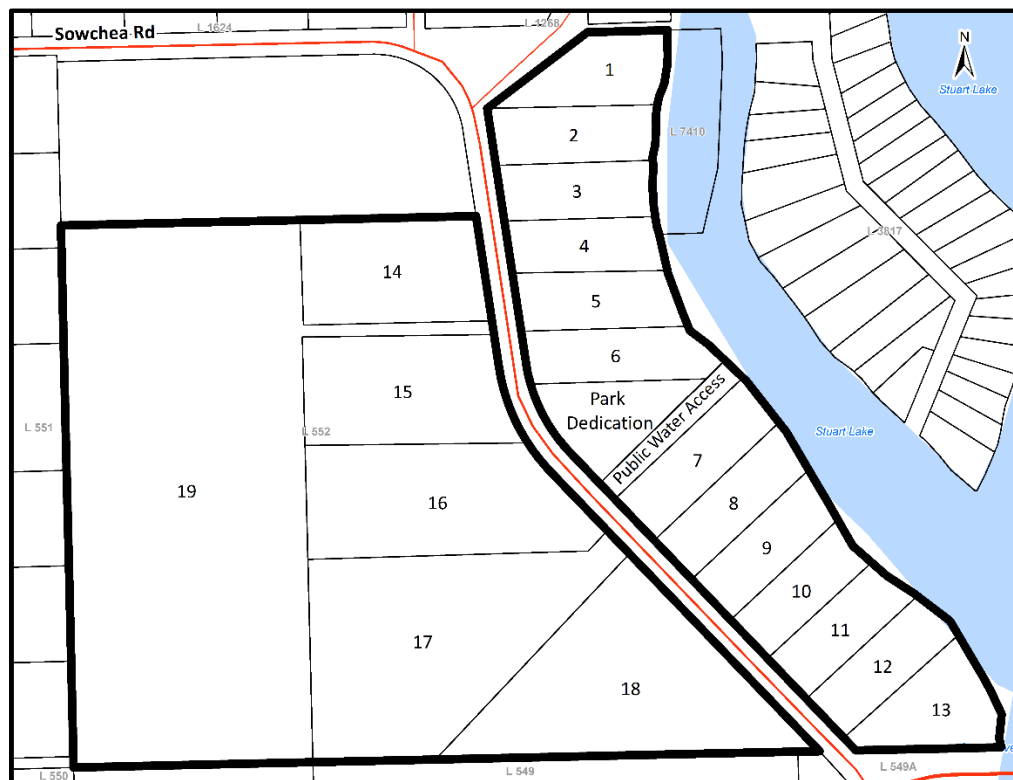 L 1624
L 1268
Sowchea Rd
N
1
Stuart Lake
2
L 7410
3
4
L 3817
14
5
6
15
Park
Dedication
Public Water Access
L 551
L 552
Stuart Lake
7
19
16
8
9
10
11
17
12
18
13
L 550
L 549
L 549A